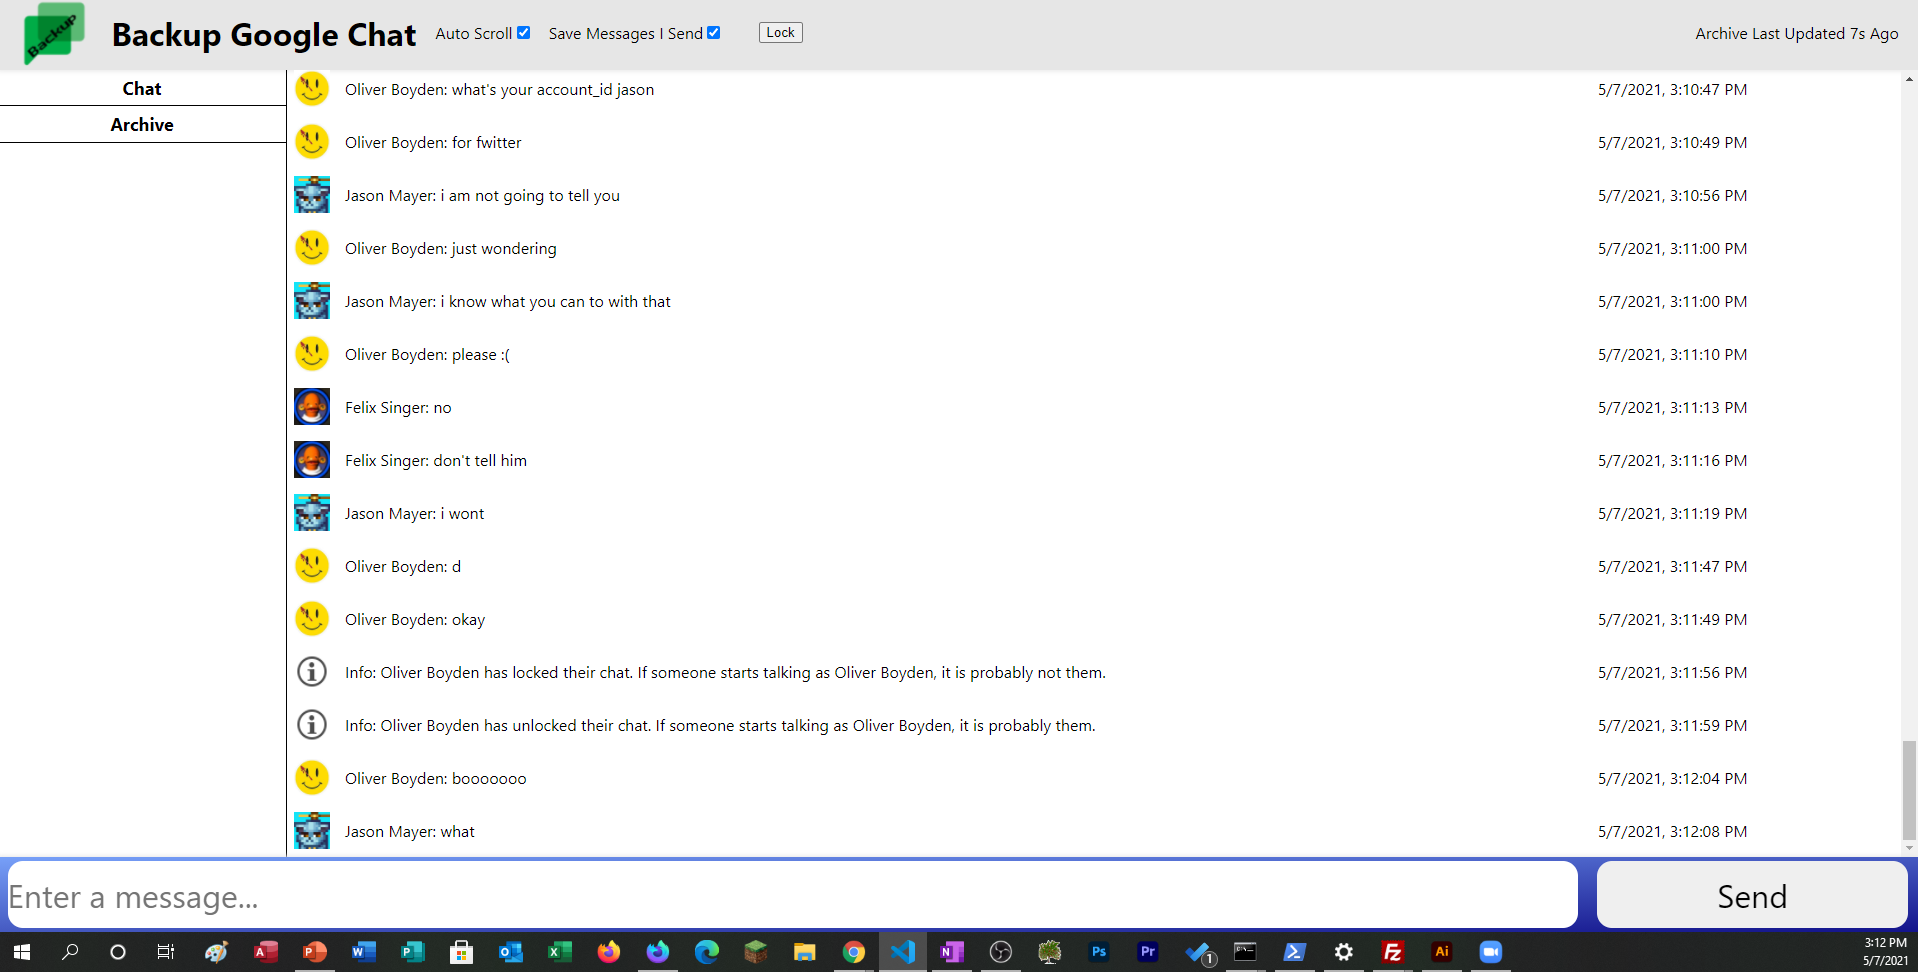 Backup
Backup Google Chat
Auto Scroll
Save Messages I Send
Lock
Archive Last Updated 7s Ago
Chat
Archive
Oliver Boyden: what's your account_id jason 5/7/2021, 3:10:47 PM
Oliver Boyden: for fwitter 5/7/2021, 3:10:49 PM
Jason Mayer: i am not going to tell you 5/7/2021, 3:10:56 PM
Oliver Boyden: just wondering 5/7/2021, 3:11:00 PM
Jason Mayer: i know what you can to with that 5/7/2021, 3:11:00 PM
Oliver Boyden: please :( 5/7/2021, 3:11:10 PM
Felix Singer: no 5/7/2021, 3:11:13 PM
Felix Singer: don't tell him 5/7/2021, 3:11:16 PM
Jason Mayer: i wont 5/7/2021, 3:11:19 PM
Oliver Boyden: d 5/7/2021, 3:11:47 PM
Oliver Boyden: okay 5/7/2021, 3:11:49 PM
Info: Oliver Boyden has locked their chat. If someone starts talking as Oliver Boyden, it is probably not them. 5/7/2021, 3:11:56 PM
Info: Oliver Boyden has unlocked their chat. If someone starts talking as Oliver Boyden, it is probably them. 5/7/2021, 3:11:59 PM
Oliver Boyden: booooooo 5/7/2021, 3:12:04 PM
Jason Mayer: what 5/7/2021, 3:12:08 PM
Enter a message...
Send
3:12 PM
5/7/2021